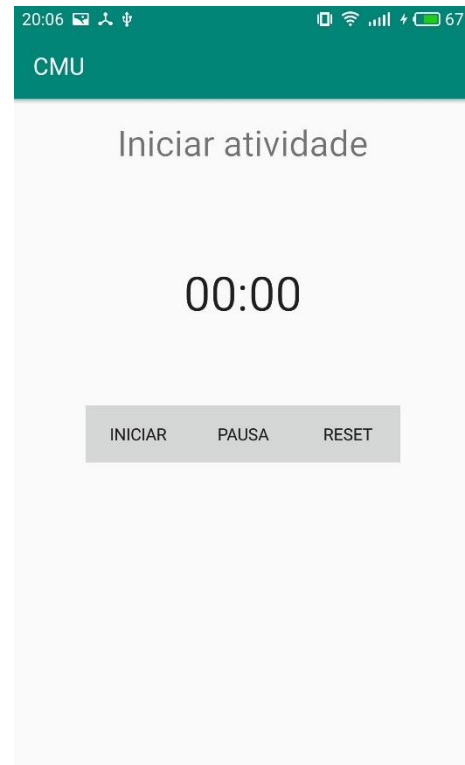 20:06 67
CMU
Iniciar atividade
00:00
INICIAR PAUSA RESET